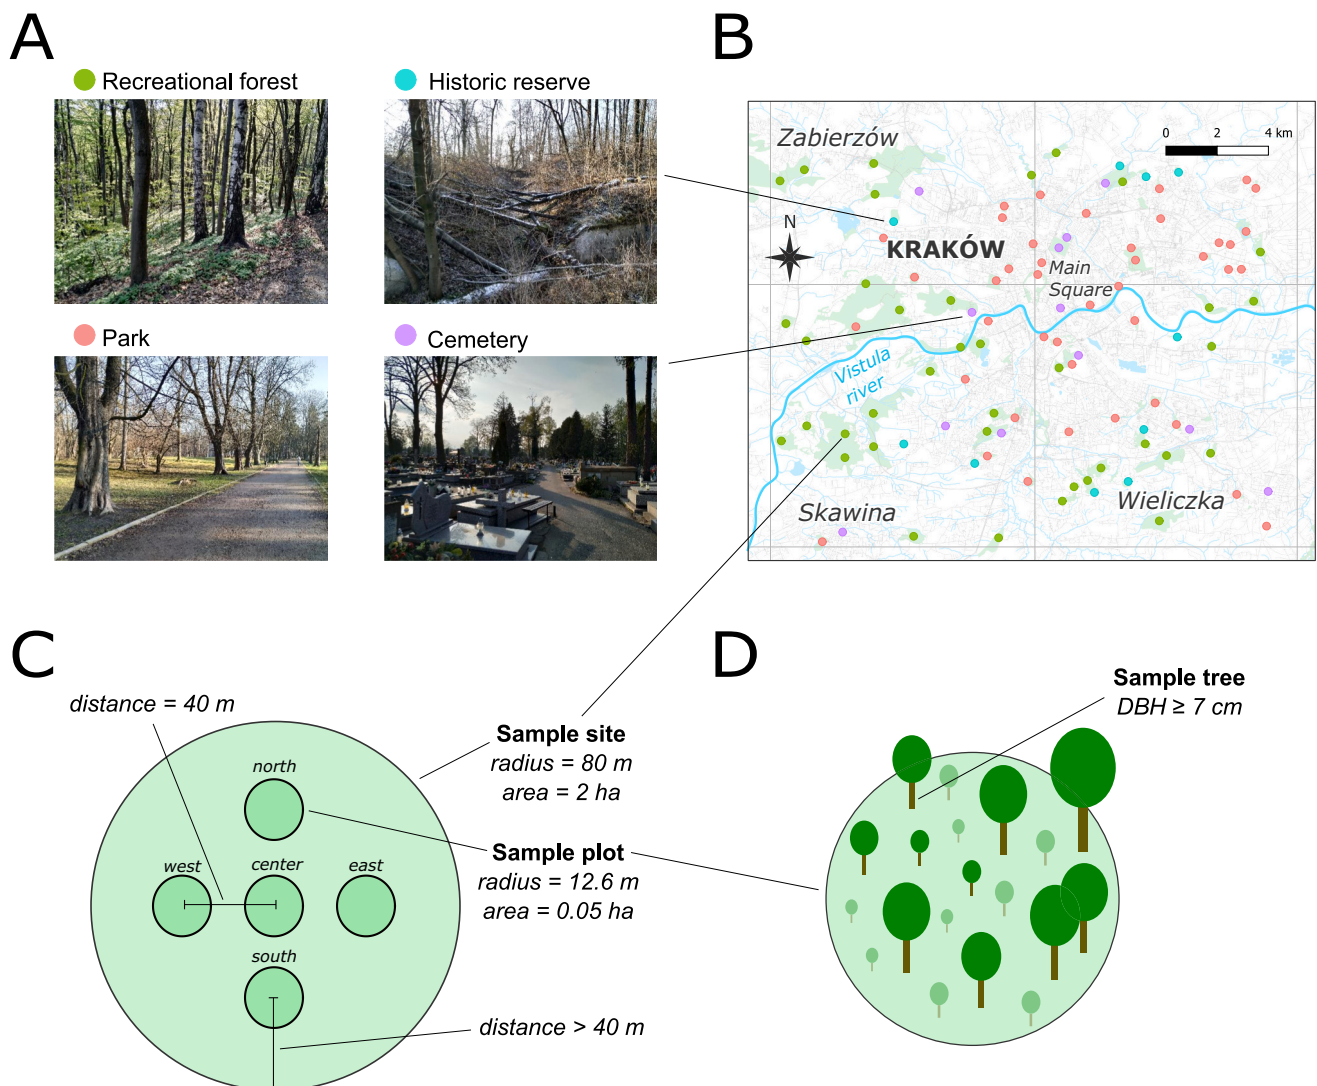 A
Recreational forest
Historic reserve
Park
Cemetery
B
Zabierzów
0 2 4 km
N
KRAKÓW
Main
Square
Vistula
river
Skawina
Wieliczka
C
distance = 40 m
north
west
center
east
south
Sample site
radius = 80 m
area = 2 ha
Sample plot
radius = 12.6 m
area = 0.05 ha
distance > 40 m
D
Sample tree
DBH ≥ 7 cm